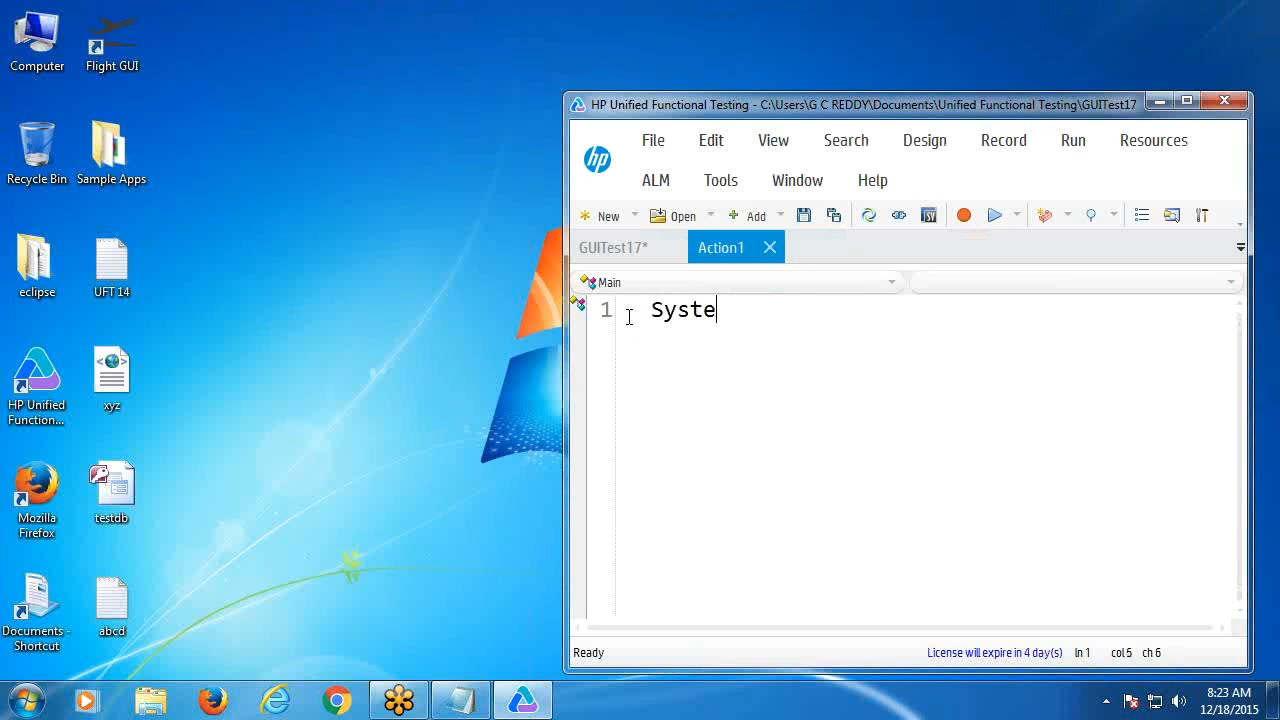 Computer
Flight GUI
Recycle Bin
Sample Apps
eclipse
UFT 14
HP Unified
Function...
xyz
Mozilla
Firefox
testdb
Documents -
Shortcut
abcd
HP Unified Functional Testing - C:\Users\G C REDDY\Documents\Unified Functional Testing\GUITest17
hp
File Edit View Search Design Record Run Resources
ALM Tools Window Help
New Open Add
GUITest17* Action1
Main
1 Syste
Ready License will expire in 4 day(s) ln 1 col 5 ch 6
8:23 AM
12/18/2015